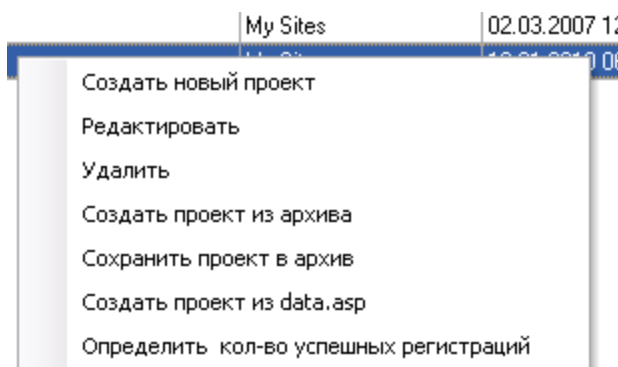 My Sites 02.03.2007 12
Создать новый проект
Редактировать
Удалить
Создать проект из архива
Сохранить проект в архив
Создать проект из data.asp
Определить кол-во успешных регистраций